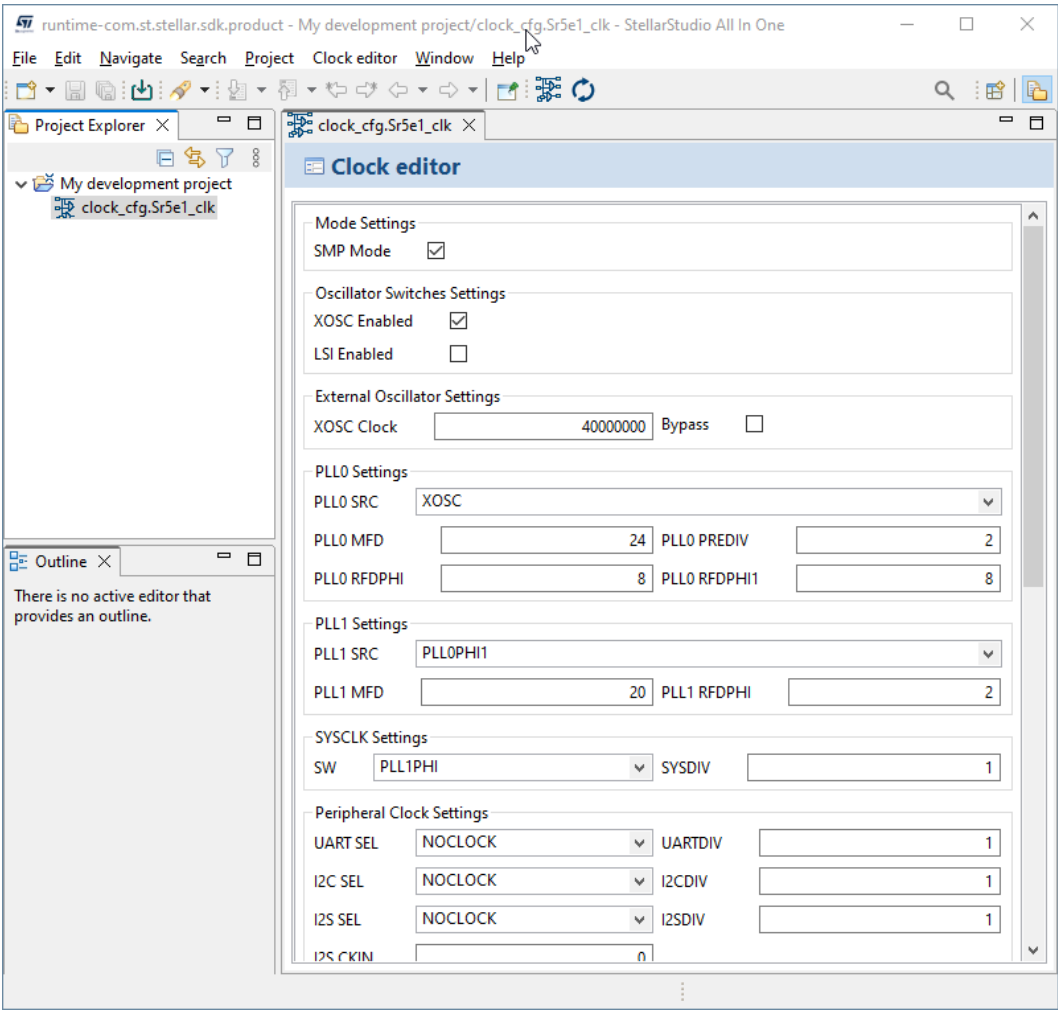 runtime-com.st.stellar.sdk.product - My development project/clock_cfg.Sr5e1_clk - StellarStudio All In One
File Edit Navigate Search Project Clock editor Window Help
Project Explorer
clock_cfg.Sr5e1_clk
My development project
clock_cfg.Sr5e1_clk
Outline
There is no active editor that
provides an outline.
Clock editor
Mode Settings
SMP Mode
Oscillator Switches Settings
XOSC Enabled
LSI Enabled
External Oscillator Settings
XOSC Clock 40000000 Bypass
PLL0 Settings
PLL0 SRC XOSC
PLL0 MFD 24 PLL0 PREDIV 2
PLL0 RFDPHI 8 PLL0 RFDPHI1 8
PLL1 Settings
PLL1 SRC PLL0PHI1
PLL1 MFD 20 PLL1 RFDPHI 2
SYSCLK Settings
SW PLL1PHI SYSDIV 1
Peripheral Clock Settings
UART SEL NOCLOCK UARTDIV 1
I2C SEL NOCLOCK I2CDIV 1
I2S SEL NOCLOCK I2SDIV 1
I2S CKIN 0